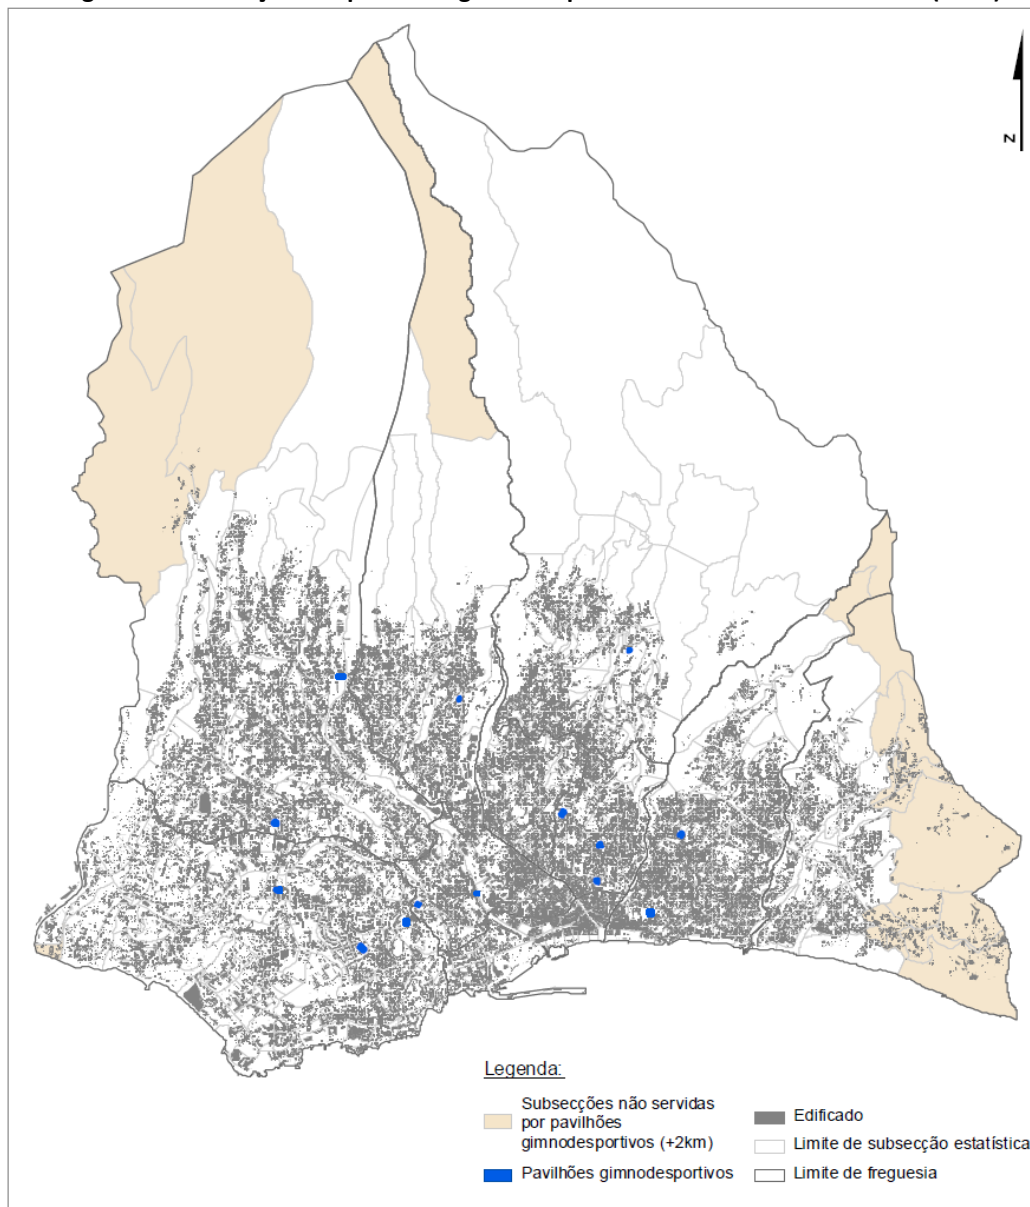 N
Legenda:
Subsecções não servidas
por pavilhões
gimnodesportivos (+2km)
Pavilhões gimnodesportivos
Edificado
Limite de subsecção estatística
Limite de freguesia